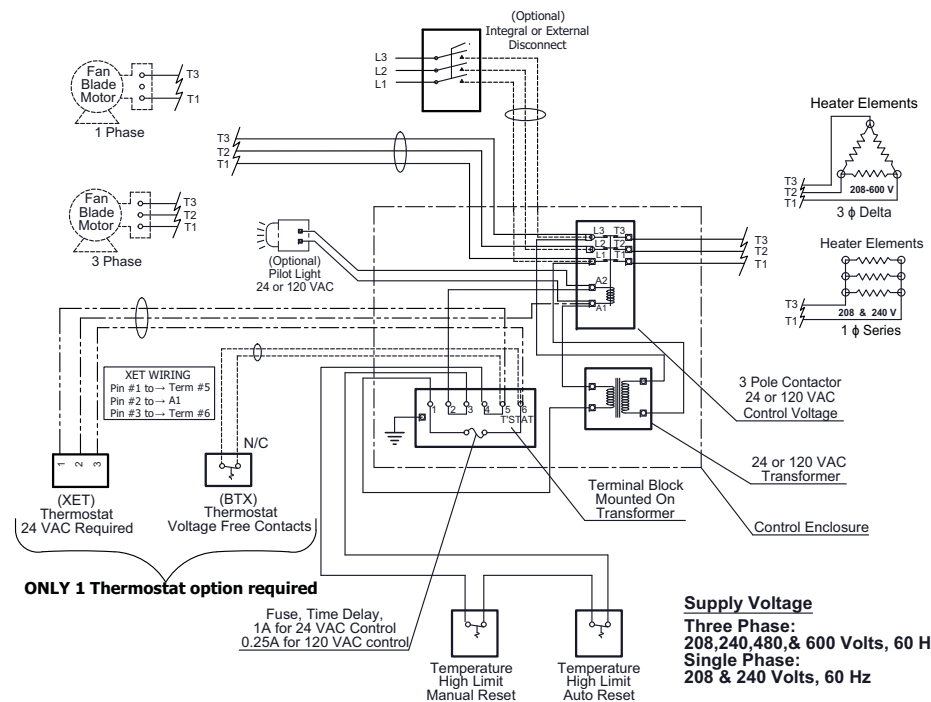 (Optional)
Integral or External
Disconnect
L3
L2
L1
Fan
Blade
Motor
T3
T1
1 Phase
Fan
Blade
Motor
T3
T2
T1
3 Phase
T3
T2
T1
Heater Elements
T3
T2
T1
208-600 V
3 ϕ Delta
Heater Elements
T3
T1
208 & 240 V
1 ϕ Series
(Optional)
Pilot Light
24 or 120 VAC
L3 T3
L2 T2
L1 T1
A2
A1
T3
T2
T1
XET WIRING
Pin #1 to→ Term #5
Pin #2 to→ A1
Pin #3 to→ Term #6
N/C
1 2 3
(XET)
Thermostat
24 VAC Required
(BTX)
Thermostat
Voltage Free Contacts
ONLY 1 Thermostat option required
1 2 3 4 5 6
T'STAT
3 Pole Contactor
24 or 120 VAC
Control Voltage
24 or 120 VAC
Transformer
Terminal Block
Mounted On
Transformer
Control Enclosure
Fuse, Time Delay,
1A for 24 VAC Control
0.25A for 120 VAC control
Temperature
High Limit
Manual Reset
Temperature
High Limit
Auto Reset
Supply Voltage
Three Phase:
208,240,480,& 600 Volts, 60 H
Single Phase:
208 & 240 Volts, 60 Hz